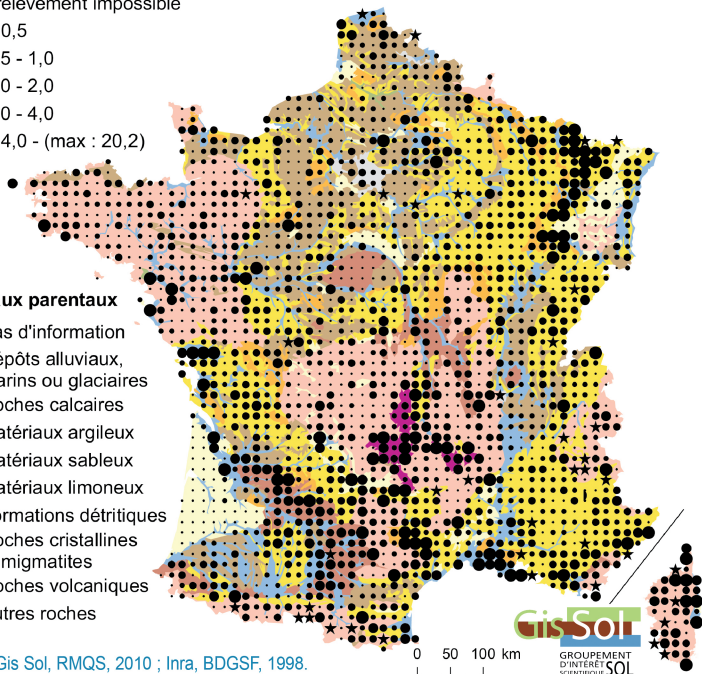 relèvement impossible
0,5
5 - 1,0
0 - 2,0
0 - 4,0
4,0 - (max : 20,2)
ux parentaux
as d'information
épôts alluviaux,
arins ou glaciaires
oches calcaires
atériaux argileux
atériaux sableux
atériaux limoneux
ormations détritiques
oches cristallines
migmatites
oches volcaniques
utres roches
Gis Sol, RMQS, 2010 ; Inra, BDGSF, 1998.
0 50 100 km
Gis Sol
GROUPEMENT
D'INTÉRÊT
SCIENTIFIQUE SOL